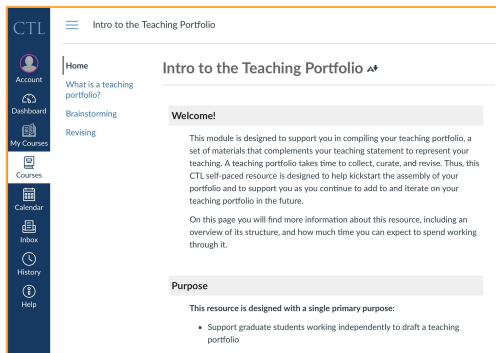 CTL
Intro to the Teaching Portfolio
Account
Dashboard
My Courses
Courses
Calendar
Inbox
History
Help
Home
What is a teaching
portfolio?
Brainstorming
Revising
Intro to the Teaching Portfolio
Welcome!
This module is designed to support you in compiling your teaching portfolio, a
set of materials that complements your teaching statement to represent your
teaching. A teaching portfolio takes time to collect, curate, and revise. Thus, this
CTL self-paced resource is designed to help kickstart the assembly of your
portfolio and to support you as you continue to add to and iterate on your
teaching portfolio in the future.
On this page you will find more information about this resource, including an
overview of its structure, and how much time you can expect to spend working
through it.
Purpose
This resource is designed with a single primary purpose:
▪ Support graduate students working independently to draft a teaching
portfolio